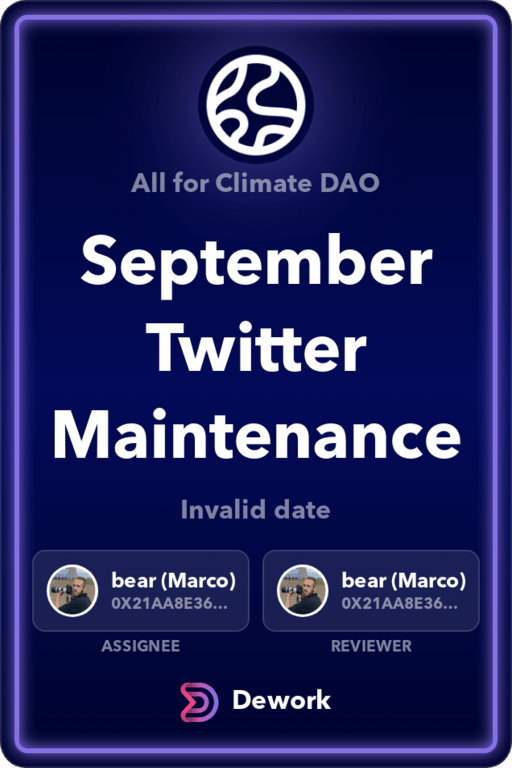 All for Climate DAO
September
Twitter
Maintenance
Invalid date
bear (Marco)
0X21AA8E36...
ASSIGNEE
bear (Marco)
0X21AA8E36...
REVIEWER
Dework